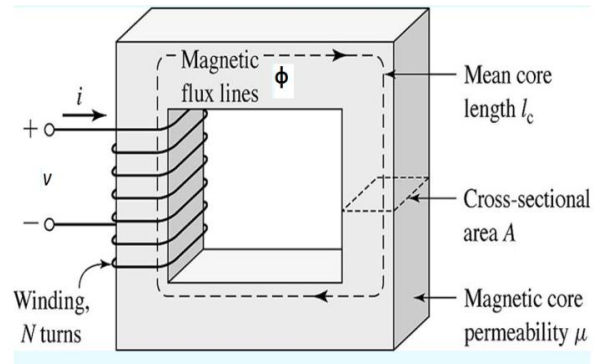 Magnetic ϕ
flux lines
i
+
v
−
Winding,
N turns
Mean core
length lc
Cross-sectional
area A
Magnetic core
permeability μ